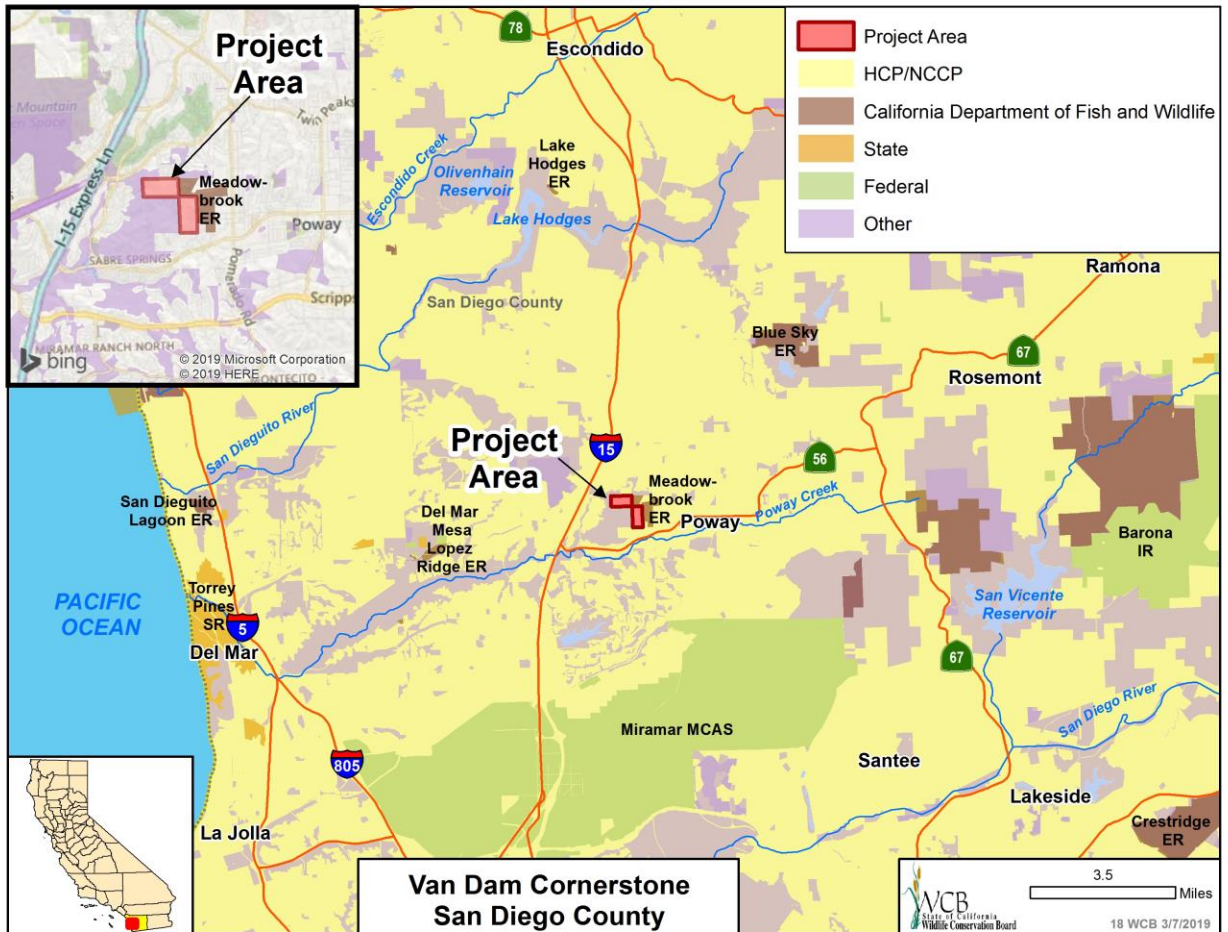 Project
Area
Mountain
Space
I-15 Express Ln
Twin Peaks
Meadow-
brook
ER
Poway
SABRE SPRINGS
Pomerado Rd
Scripps
MIRAMAR RANCH NORTH
MONTECITO
bing
© 2019 Microsoft Corporation
© 2019 HERE
Project Area
HCP/NCCP
California Department of Fish and Wildlife
State
Federal
Other
78
Escondido
Escondido Creek
Olivenhain
Reservoir
Lake
Hodges
ER
Lake Hodges
San Diego County
Ramona
Blue Sky
ER
67
Rosemont
San Dieguito River
Project
Area
15
56
Meadow-
brook
ER
Poway
Poway Creek
San Dieguito
Lagoon ER
Del Mar
Mesa
Lopez
Ridge ER
Barona
IR
PACIFIC
OCEAN
Torrey
Pines
SR
5
Del Mar
San Vicente
Reservoir
67
Miramar MCAS
San Diego River
Santee
805
Lakeside
La Jolla
Crestridge
ER
Van Dam Cornerstone
San Diego County
WCB
State of California
Wildlife Conservation Board
3.5
Miles
18 WCB 3/7/2019